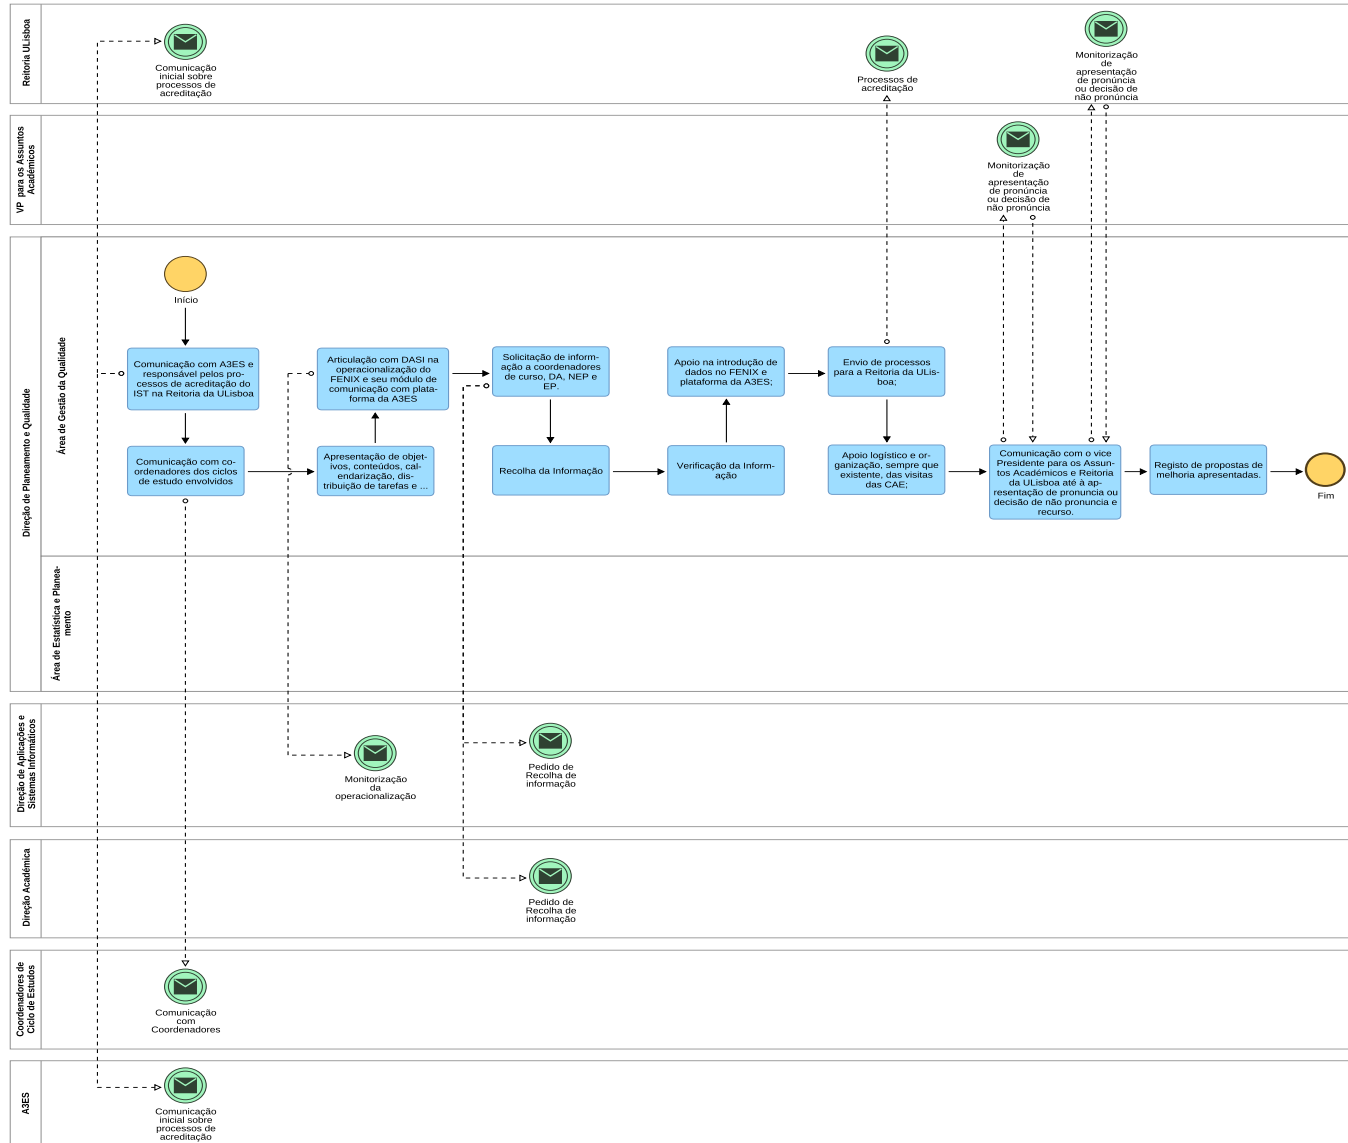 Reitoria ULisboa
Comunicação
inicial sobre
processos de
acreditação
Processos de
acreditação
Monitorização
de
apresentação
de pronúncia
ou decisão de
não pronúncia
VP para os Assuntos
Académicos
Monitorização
de
apresentação
de pronúncia
ou decisão de
não pronúncia
Direção de Planeamento e Qualidade
Área de Gestão da Qualidade
Início
Comunicação com A3ES e
responsável pelos pro-
cessos de acreditação do
IST na Reitoria da ULisboa
Articulação com DASI na
operacionalização do
FENIX e seu módulo de
comunicação com plata-
forma da A3ES
Solicitação de inform-
ação a coordenadores
de curso, DA, NEP e
EP.
Apoio na introdução de
dados no FENIX e
plataforma da A3ES;
Envio de processos
para a Reitoria da ULis-
boa;
Comunicação com co-
ordenadores dos ciclos
de estudo envolvidos
Apresentação de objet-
ivos, conteúdos, cal-
endarização, dis-
tribuição de tarefas e ...
Recolha da Informação
Verificação da Inform-
ação
Apoio logístico e or-
ganização, sempre que
existente, das visitas
das CAE;
Comunicação com o vice
Presidente para os Assun-
tos Académicos e Reitoria
da ULisboa até à ap-
resentação de pronuncia ou
decisão de não pronuncia e
recurso.
Registo de propostas de
melhoria apresentadas.
Fim
Área de Estatística e Planea-
mento
Direção de Aplicações e
Sistemas Informáticos
Monitorização
da
operacionalização
Pedido de
Recolha de
informação
Direção Académica
Pedido de
Recolha de
informação
Coordenadores de
Ciclo de Estudos
Comunicação
com
Coordenadores
A3ES
Comunicação
inicial sobre
processos de
acreditação